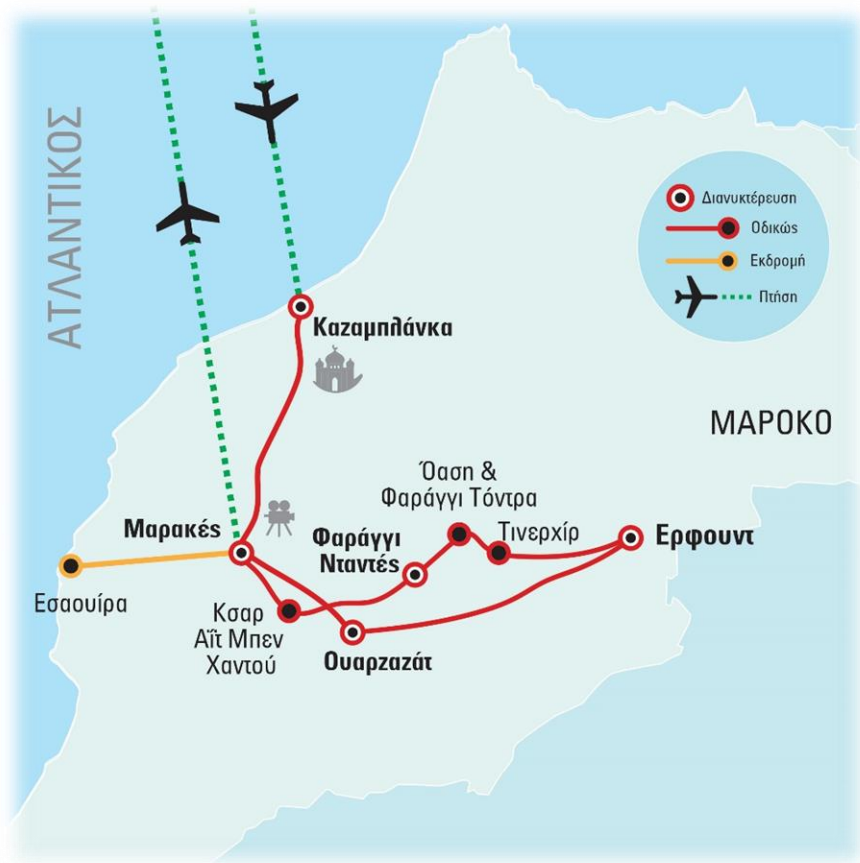 ΑΤΛΑΝΤΙΚΟΣ
Διανυκτέρευση
Οδικώς
Εκδρομή
Πτήση
Καζαμπλάνκα
ΜΑΡΟΚΟ
Όαση &
Φαράγγι Τόντρα
Τινερχίρ
Ερφουντ
Μαρακές
Φαράγγι
Νταντές
Εσαουίρα
Κσαρ
Αΐτ Μπεν
Χαντού
Ουαρζαζάτ